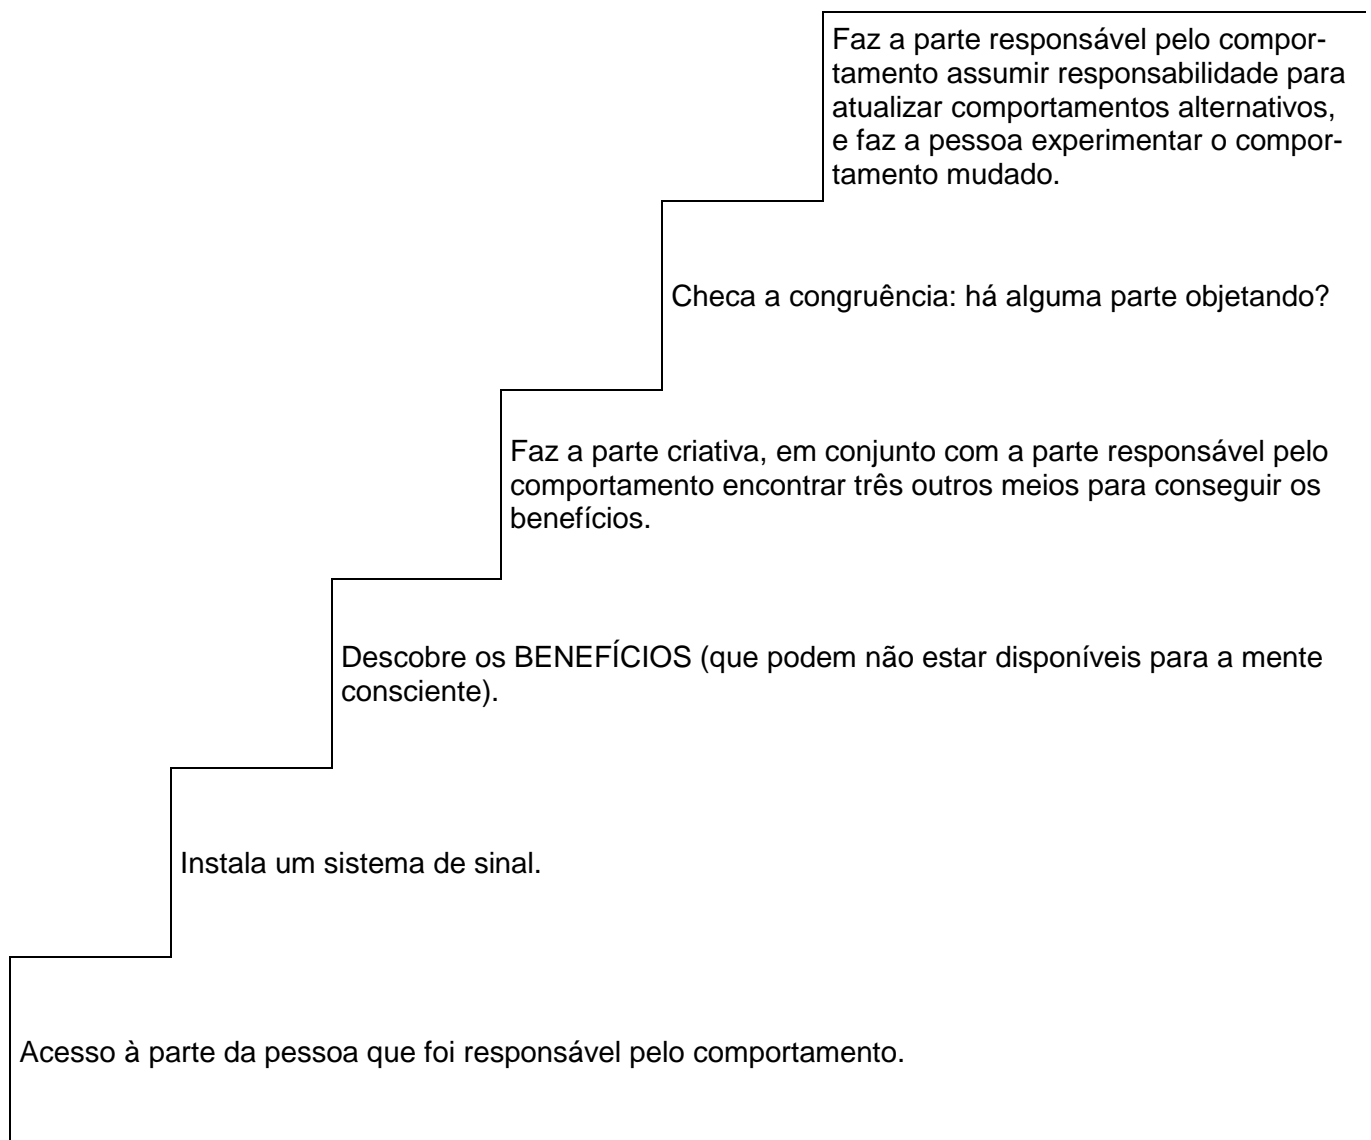 Faz a parte responsável pelo compor-
tamento assumir responsabilidade para
atualizar comportamentos alternativos,
e faz a pessoa experimentar o compor-
tamento mudado.
Checa a congruência: há alguma parte objetando?
Faz a parte criativa, em conjunto com a parte responsável pelo
comportamento encontrar três outros meios para conseguir os
benefícios.
Descobre os BENEFÍCIOS (que podem não estar disponíveis para a mente
consciente).
Instala um sistema de sinal.
Acesso à parte da pessoa que foi responsável pelo comportamento.